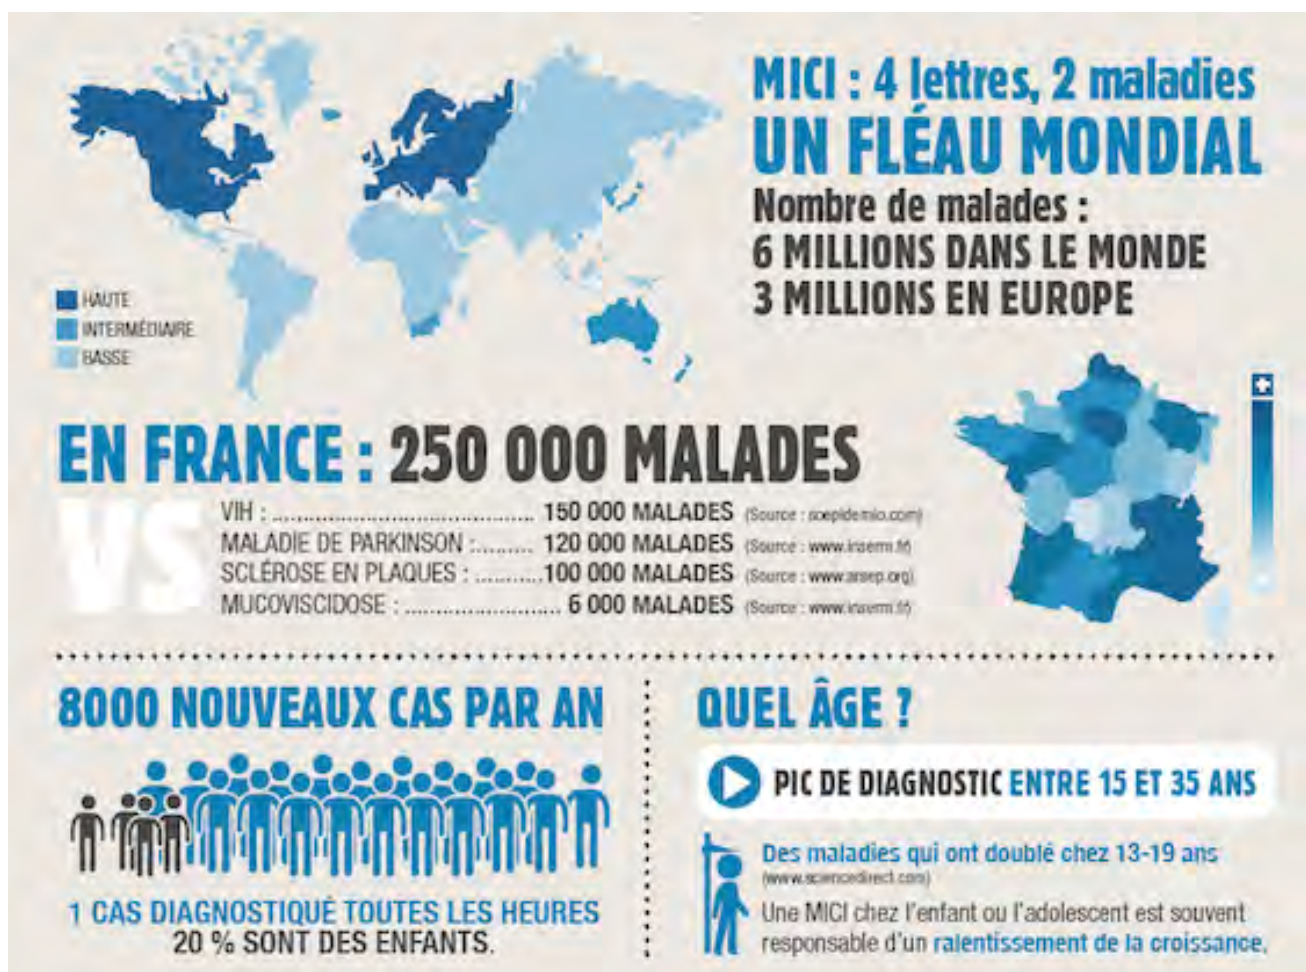 MICI : 4 lettres, 2 maladies
UN FLÉAU MONDIAL
Nombre de malades :
6 MILLIONS DANS LE MONDE
3 MILLIONS EN EUROPE
HAUTE
INTERMÉDIAIRE
BASSE
EN FRANCE : 250 000 MALADES
VS
VIH : .......................................... 150 000 MALADES (Source :
MALADIE DE PARKINSON :......... 120 000 MALADES (Source : www.inserm.fr)
SCLÉROSE EN PLAQUES : ...........100 000 MALADES (Source : www.arsep.org)
MUCOVISCIDOSE : ......................... 6 000 MALADES (Source : www.inserm.fr)
+
-
8000 NOUVEAUX CAS PAR AN
1 CAS DIAGNOSTIQUÉ TOUTES LES HEURES
20 % SONT DES ENFANTS.
QUEL ÂGE ?
PIC DE DIAGNOSTIC ENTRE 15 ET 35 ANS
Des maladies qui ont doublé chez 13-19 ans
(www.sciencedirect.com)
Une MICI chez l'enfant ou l'adolescent est souvent
responsable d'un ralentissement de la croissance.